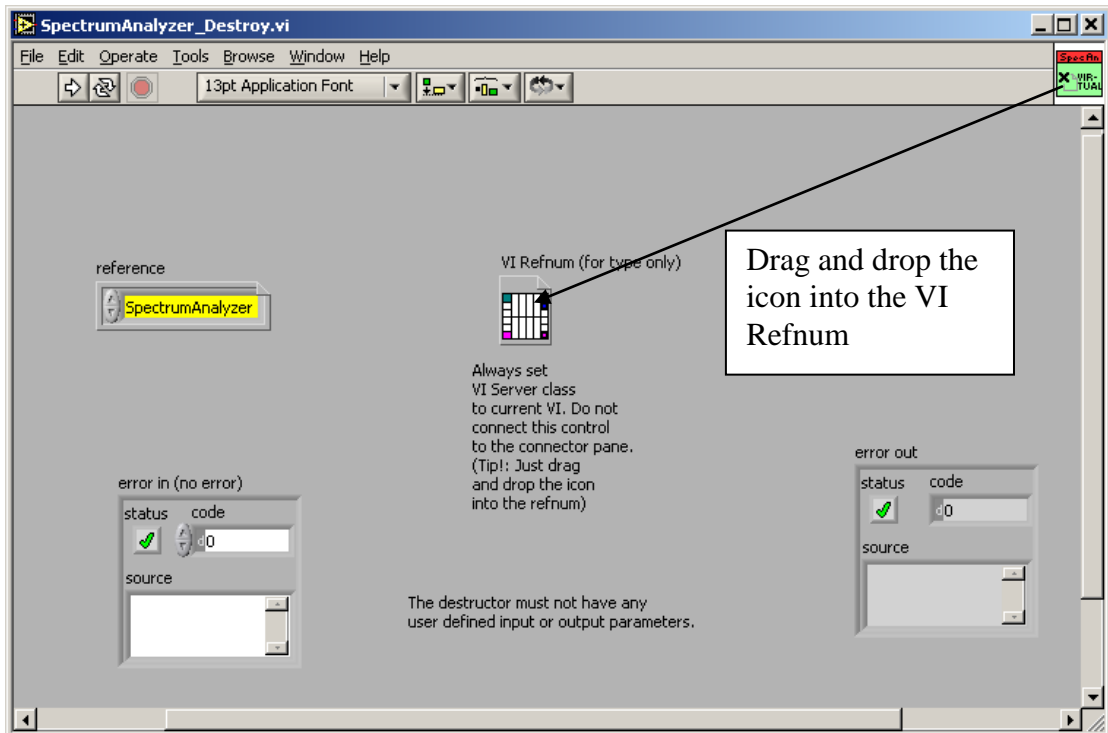 SpectrumAnalyzer_Destroy.vi
File Edit Operate Tools Browse Window Help
13pt Application Font
Spec An
VIR-
TUAL
reference
SpectrumAnalyzer
VI Refnum (for type only)
Drag and drop the
icon into the VI
Refnum
Always set
VI Server class
to current VI. Do not
connect this control
to the connector pane.
(Tip!: Just drag
and drop the icon
into the refnum)
error in (no error)
status code
d0
source
error out
status code
d0
source
The destructor must not have any
user defined input or output parameters.